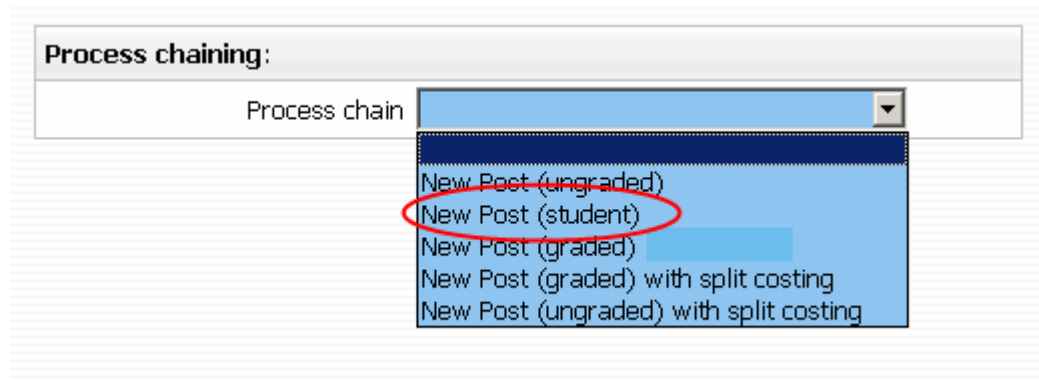 Process chaining:
Process chain
New Post (ungraded)
New Post (student)
New Post (graded)
New Post (graded) with split costing
New Post (ungraded) with split costing